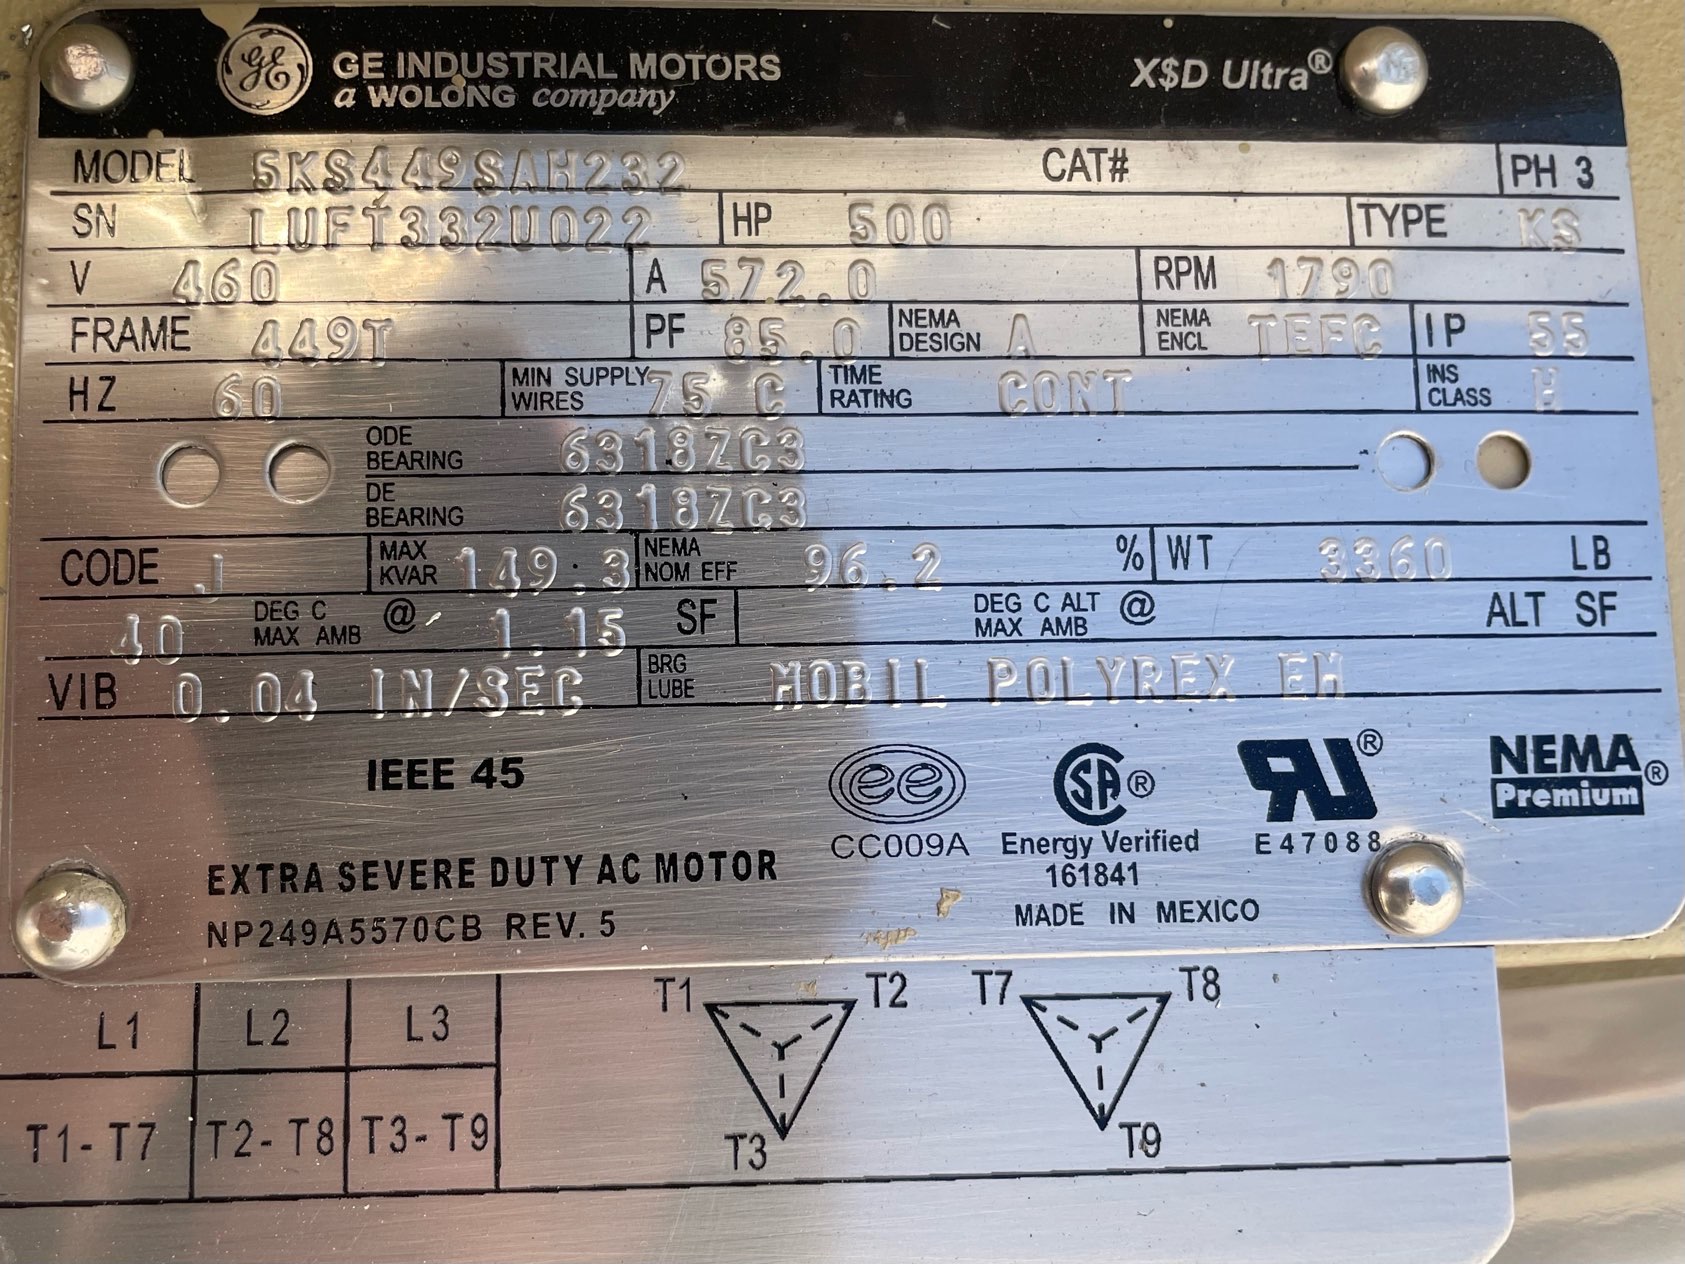 GE GE INDUSTRIAL MOTORS X$D Ultra®
a WOLONG company
MODEL 5KS449SAH232 CAT# PH 3
SN LUFT332U022 HP 500 TYPE KS
V 460 A 572.0 RPM 1790
FRAME 449T PF 85.0 NEMA DESIGN A NEMA ENCL TEFC IP 55
HZ 60 MIN SUPPLY WIRES 75 C TIME RATING CONT INS CLASS H
ODE BEARING 6318ZC3
DE BEARING 6318ZC3
CODE J MAX KVAR 149.3 NEMA NOM EFF 96.2 % WT 3360 LB
40 DEG C MAX AMB @ 1.15 SF DEG C ALT MAX AMB @ ALT SF
VIB 0.04 IN/SEC BRG LUBE MOBIL POLYREX EM
IEEE 45 ee SA® RU® NEMA Premium®
CC009A Energy Verified E47088
161841
EXTRA SEVERE DUTY AC MOTOR
MADE IN MEXICO
NP249A5570CB REV. 5
L1 L2 L3 T1 T2 T7 T8
T1-T7 T2-T8 T3-T9 T3 T9